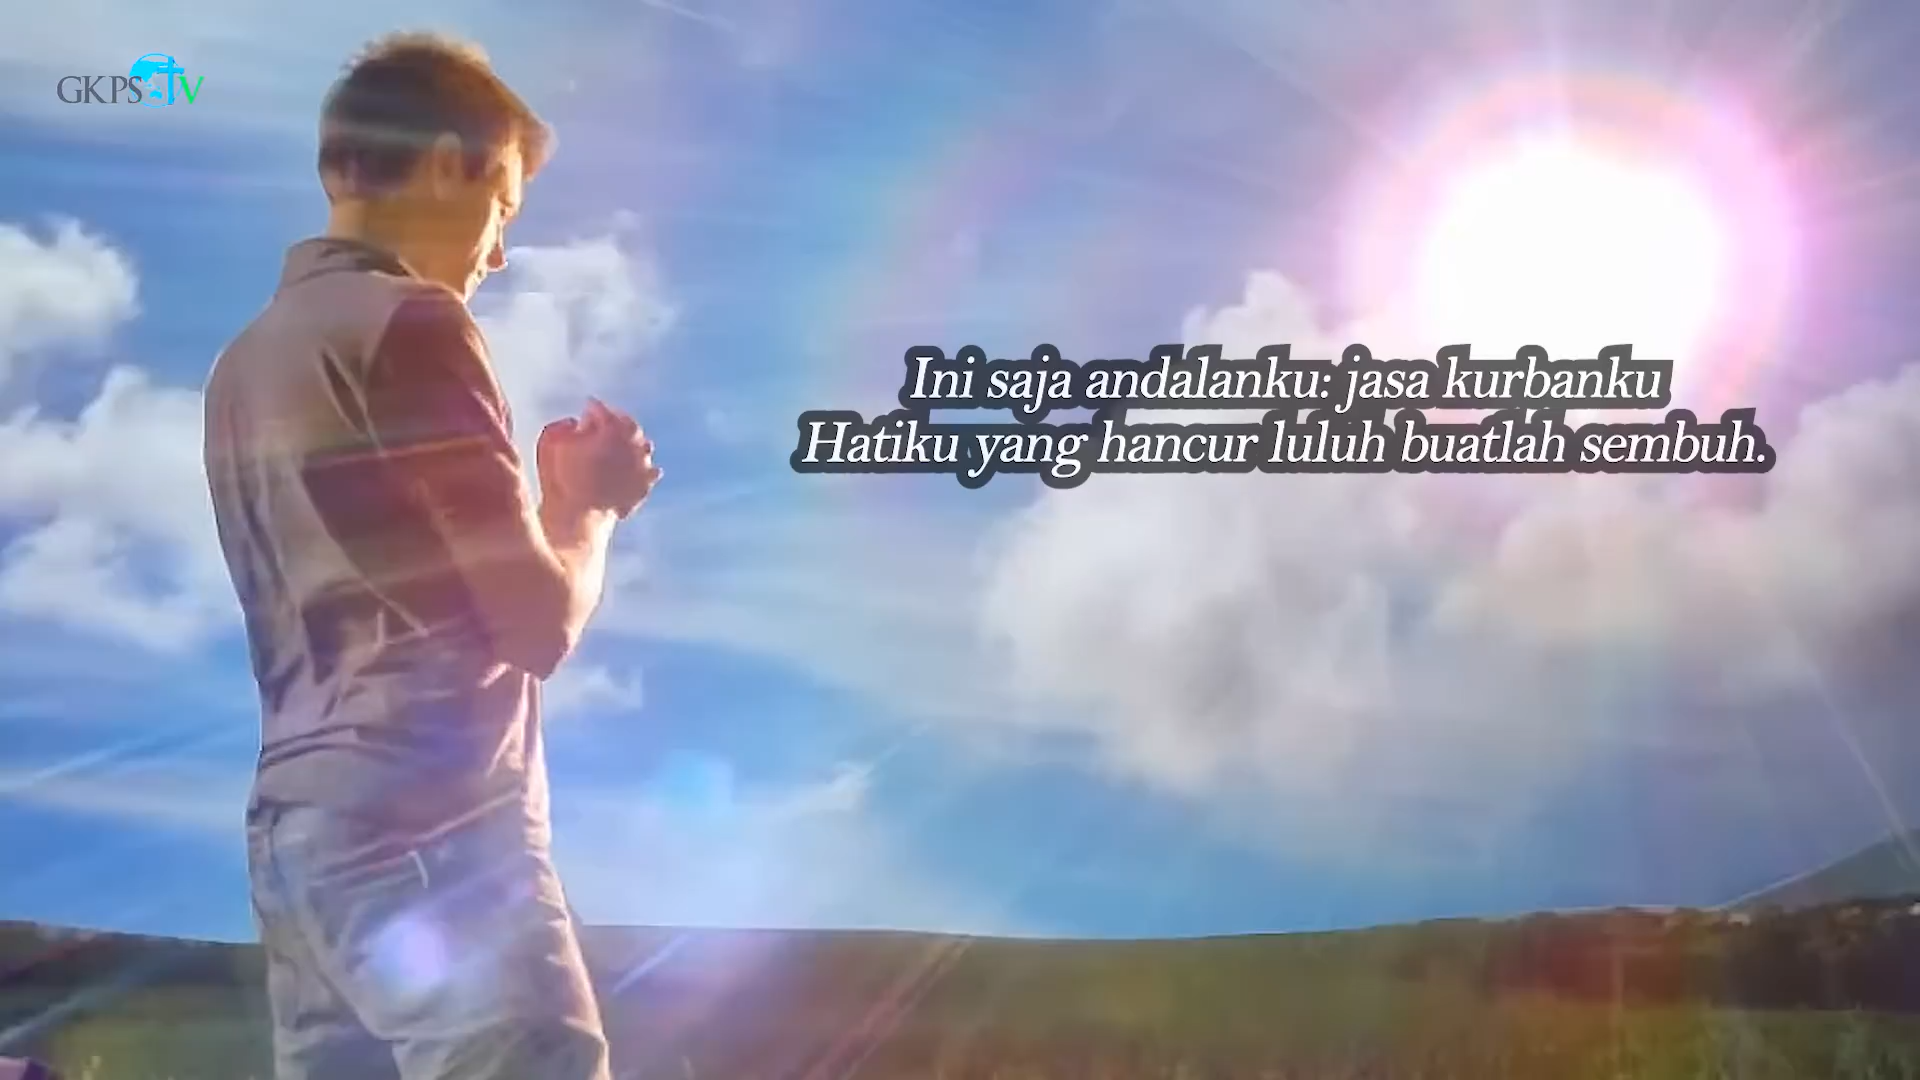 GKPS TV
Ini saja andalanku: jasa kurbanku
Hatiku yang hancur luluh buatlah sembuh.